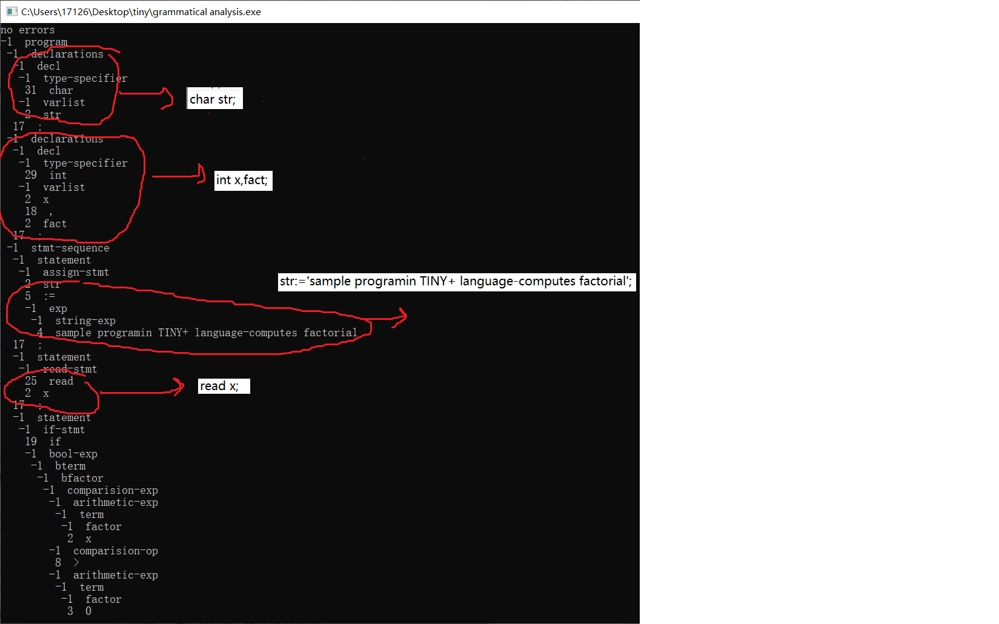 C:\Users\17126\Desktop\tiny\grammatical analysis.exe
no errors
-1 program
-1 declarations
-1 decl
-1 type-specifier
31 char
char str;
-1 varlist
2 str
17 ;
-1 declarations
-1 decl
-1 type-specifier
29 int
int x,fact;
-1 varlist
2 x
18 ,
2 fact
17 ;
-1 stmt-sequence
-1 statement
-1 assign-stmt
str:='sample programin TINY+ language-computes factorial';
2 str
5 :=
-1 exp
-1 string-exp
4 sample programin TINY+ language-computes factorial
17 ;
-1 statement
-1 read-stmt
25 read
read x;
2 x
17 ;
-1 statement
-1 if-stmt
19 if
-1 bool-exp
-1 bterm
-1 bfactor
-1 comparision-exp
-1 arithmetic-exp
-1 term
-1 factor
2 x
-1 comparision-op
8 >
-1 arithmetic-exp
-1 term
-1 factor
3 0